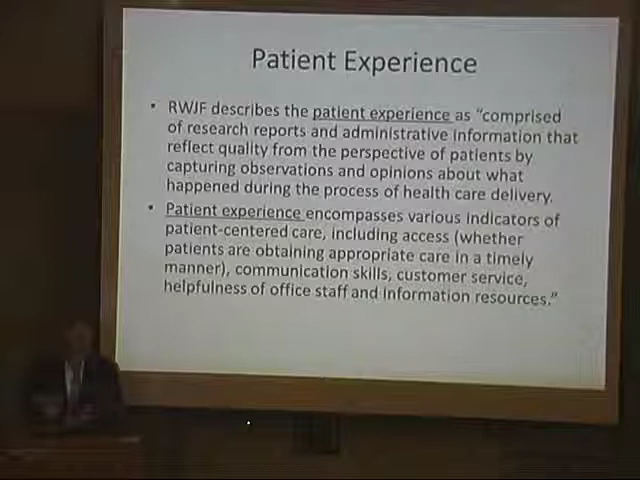 Patient Experience
• RWJF describes the patient experience as “comprised
of research reports and administrative information that
reflect quality from the perspective of patients by
capturing observations and opinions about what
happened during the process of health care delivery.
• Patient experience encompasses various indicators of
patient-centered care, including access (whether
patients are obtaining appropriate care in a timely
manner), communication skills, customer service,
helpfulness of office staff and information resources.”